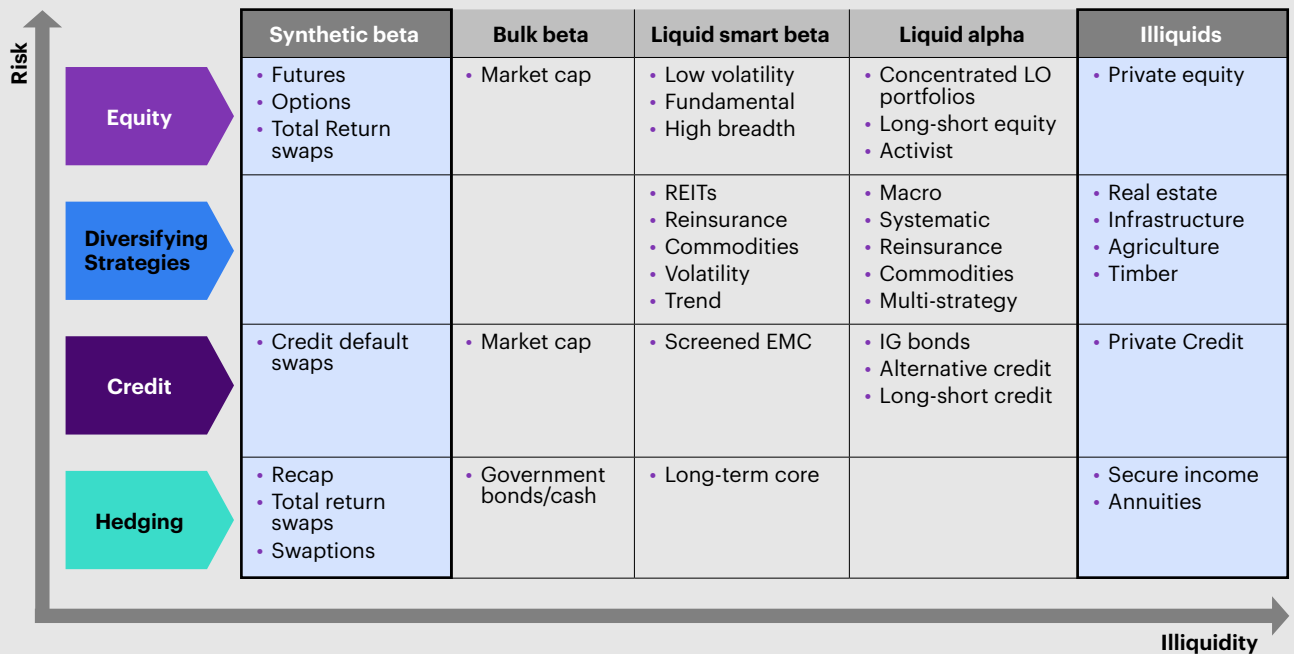 Risk
Synthetic beta
Bulk beta
Liquid smart beta
Liquid alpha
Illiquids
Equity
• Futures
• Options
• Total Return
swaps
• Market cap
• Low volatility
• Fundamental
• High breadth
• Concentrated LO
portfolios
• Long-short equity
• Activist
• Private equity
Diversifying
Strategies
• REITs
• Reinsurance
• Commodities
• Volatility
• Trend
• Macro
• Systematic
• Reinsurance
• Commodities
• Multi-strategy
• Real estate
• Infrastructure
• Agriculture
• Timber
Credit
• Credit default
swaps
• Market cap
• Screened EMC
• IG bonds
• Alternative credit
• Long-short credit
• Private Credit
Hedging
• Recap
• Total return
swaps
• Swaptions
• Government
bonds/cash
• Long-term core
• Secure income
• Annuities
Illiquidity